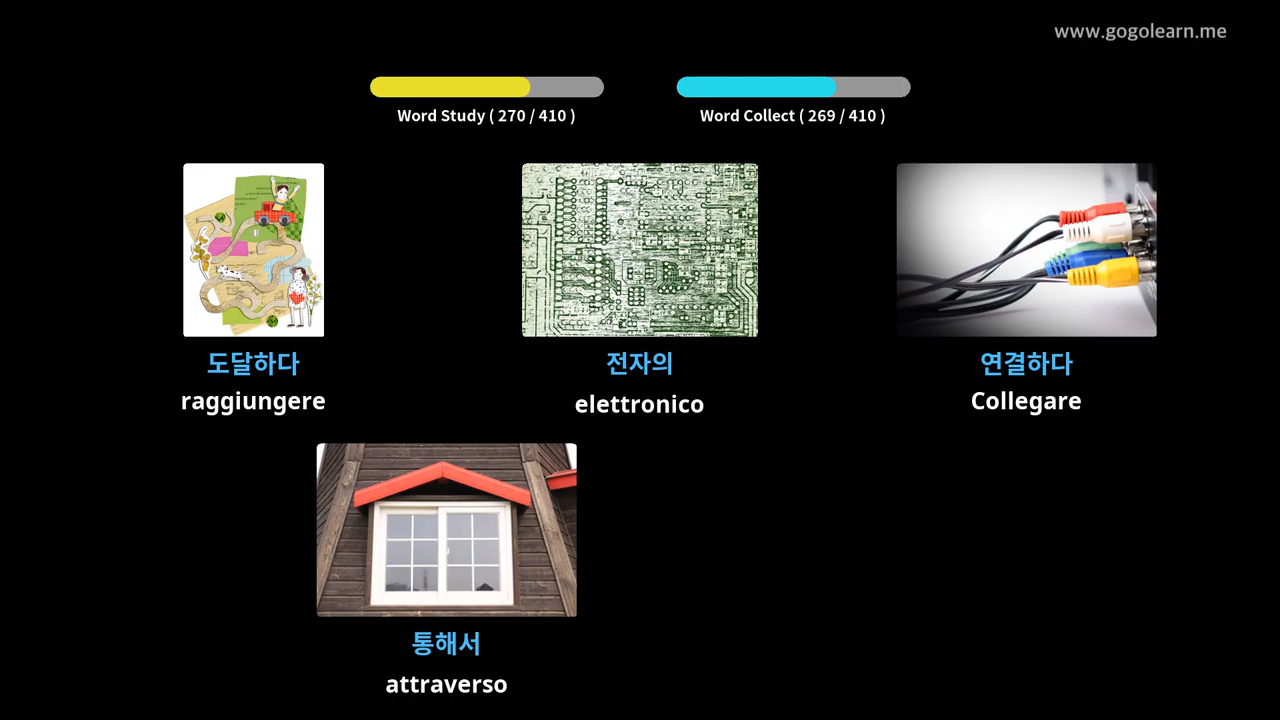 www.gogolearn.me
Word Study ( 270 / 410 )
Word Collect ( 269 / 410 )
도달하다
raggiungere
전자의
elettronico
연결하다
Collegare
통해서
attraverso